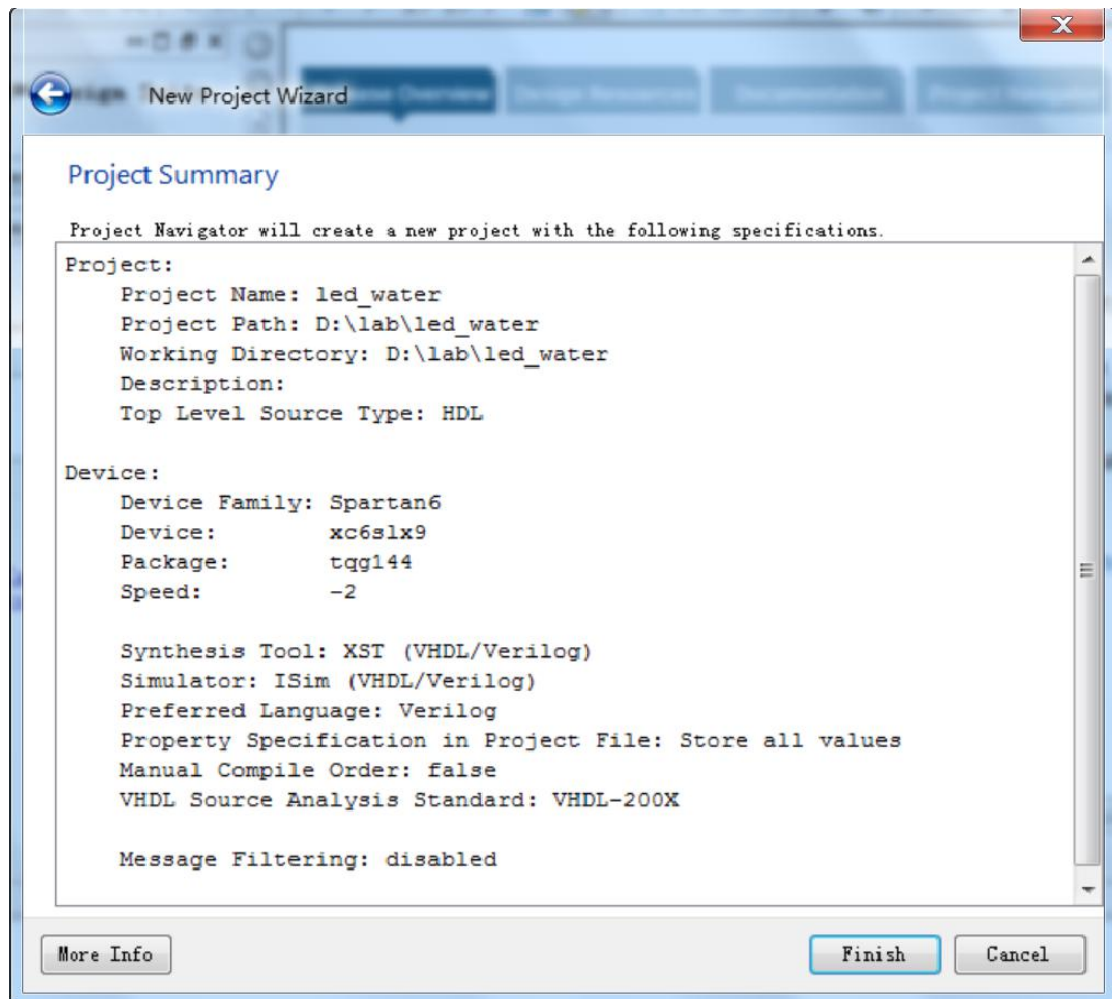 New Project Wizard
Project Summary
Project Navigator will create a new project with the following specifications.
Project:
Project Name: led_water
Project Path: D:\lab\led_water
Working Directory: D:\lab\led_water
Description:
Top Level Source Type: HDL
Device:
Device Family: Spartan6
Device: xc6slx9
Package: tqg144
Speed: -2
Synthesis Tool: XST (VHDL/Verilog)
Simulator: ISim (VHDL/Verilog)
Preferred Language: Verilog
Property Specification in Project File: Store all values
Manual Compile Order: false
VHDL Source Analysis Standard: VHDL-200X
Message Filtering: disabled
More Info
Finish
Cancel